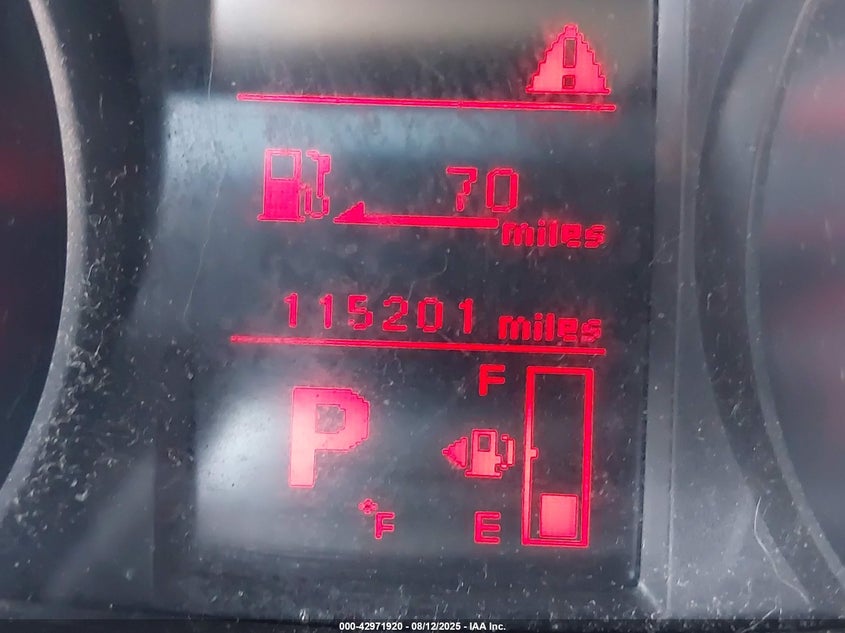 70
miles
115201 miles
F
P
°F
E
000-42971920 - 08/12/2025 - IAA Inc.